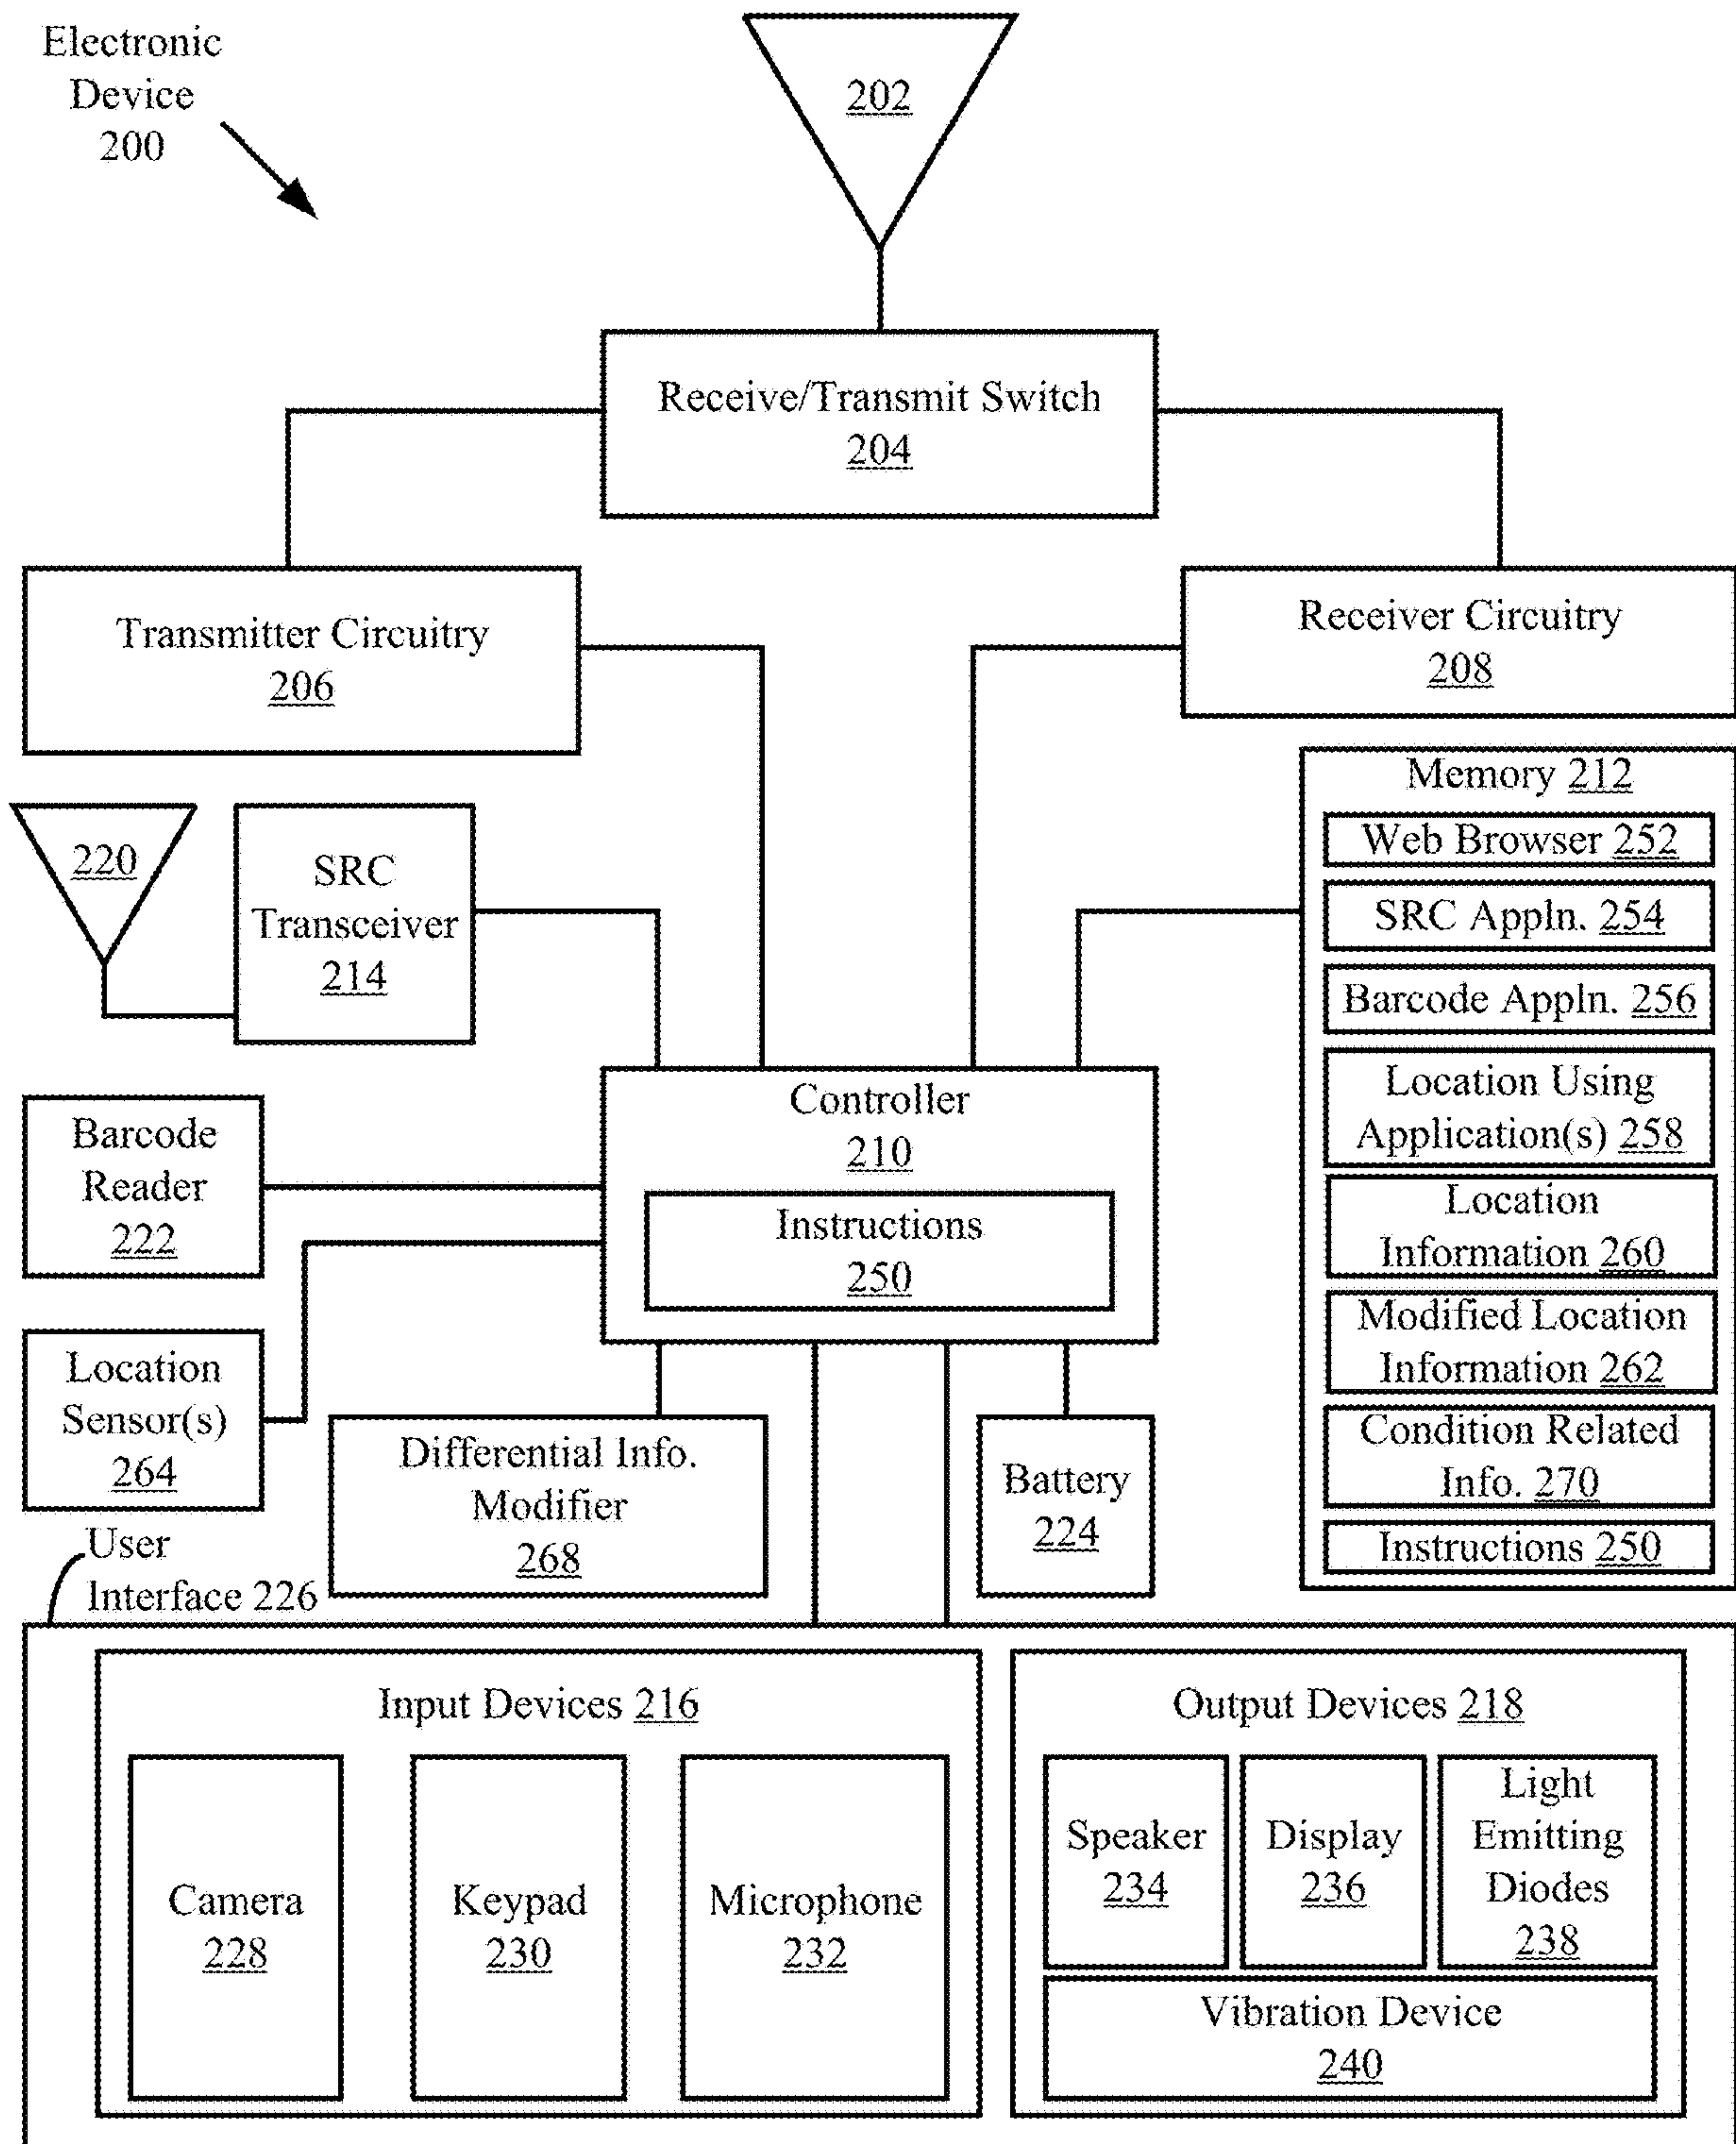 Electronic
Device
200
202
Receive/Transmit Switch
204
Transmitter Circuitry
206
Receiver Circuitry
208
220
SRC
Transceiver
214
Memory 212
Web Browser 252
SRC Appln. 254
Barcode Appln. 256
Location Using
Application(s) 258
Location
Information 260
Modified Location
Information 262
Condition Related
Info. 270
Instructions 250
Controller
210
Instructions
250
Barcode
Reader
222
Location
Sensor(s)
264
Differential Info.
Modifier
268
Battery
224
User
Interface 226
Input Devices 216
Camera
228
Keypad
230
Microphone
232
Output Devices 218
Speaker
234
Display
236
Light
Emitting
Diodes
238
Vibration Device
240